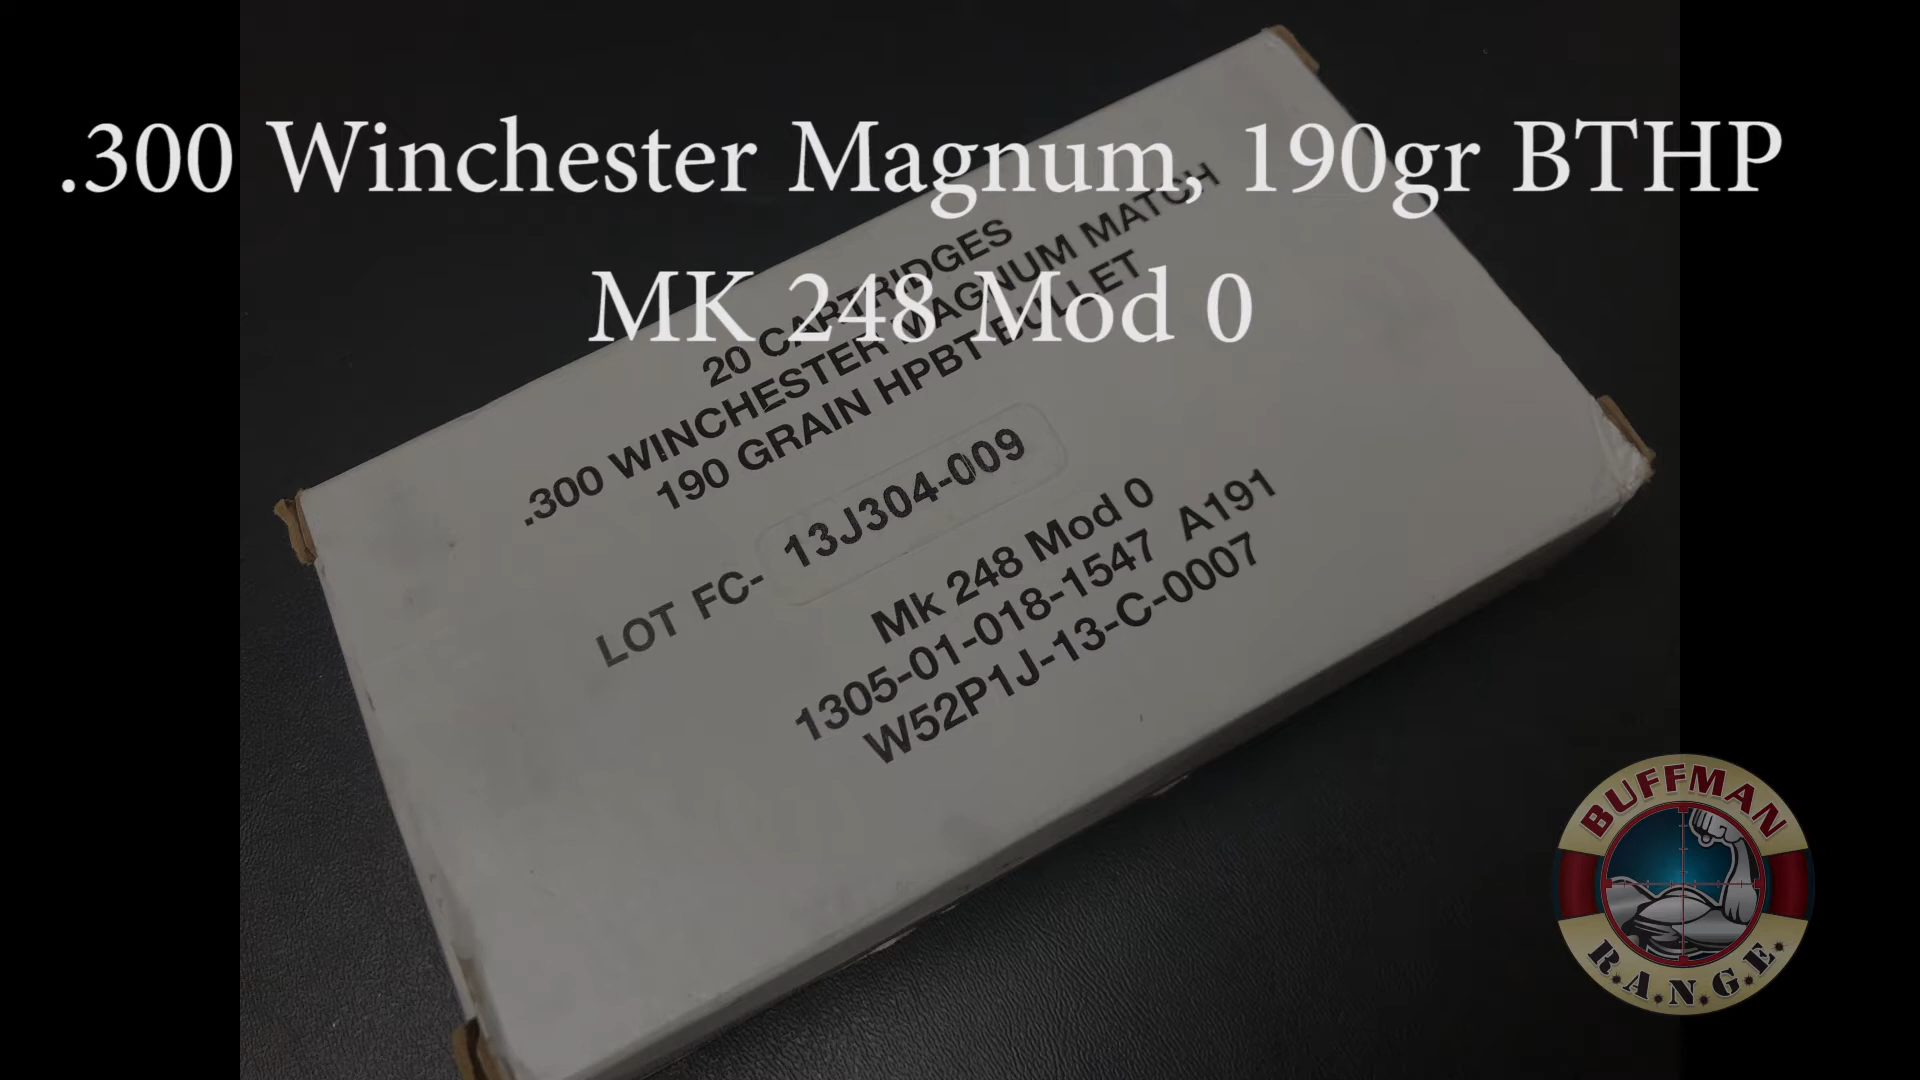 .300 Winchester Magnum, 190gr BTHP
MK 248 Mod 0
20 CARTRIDGES
.300 WINCHESTER MAGNUM MATCH
190 GRAIN HPBT BULLET
LOT FC- 13J304-009
Mk 248 Mod 0
1305-01-018-1547 A191
W52P1J-13-C-0007
BUFFMAN
R.A.N.G.E.